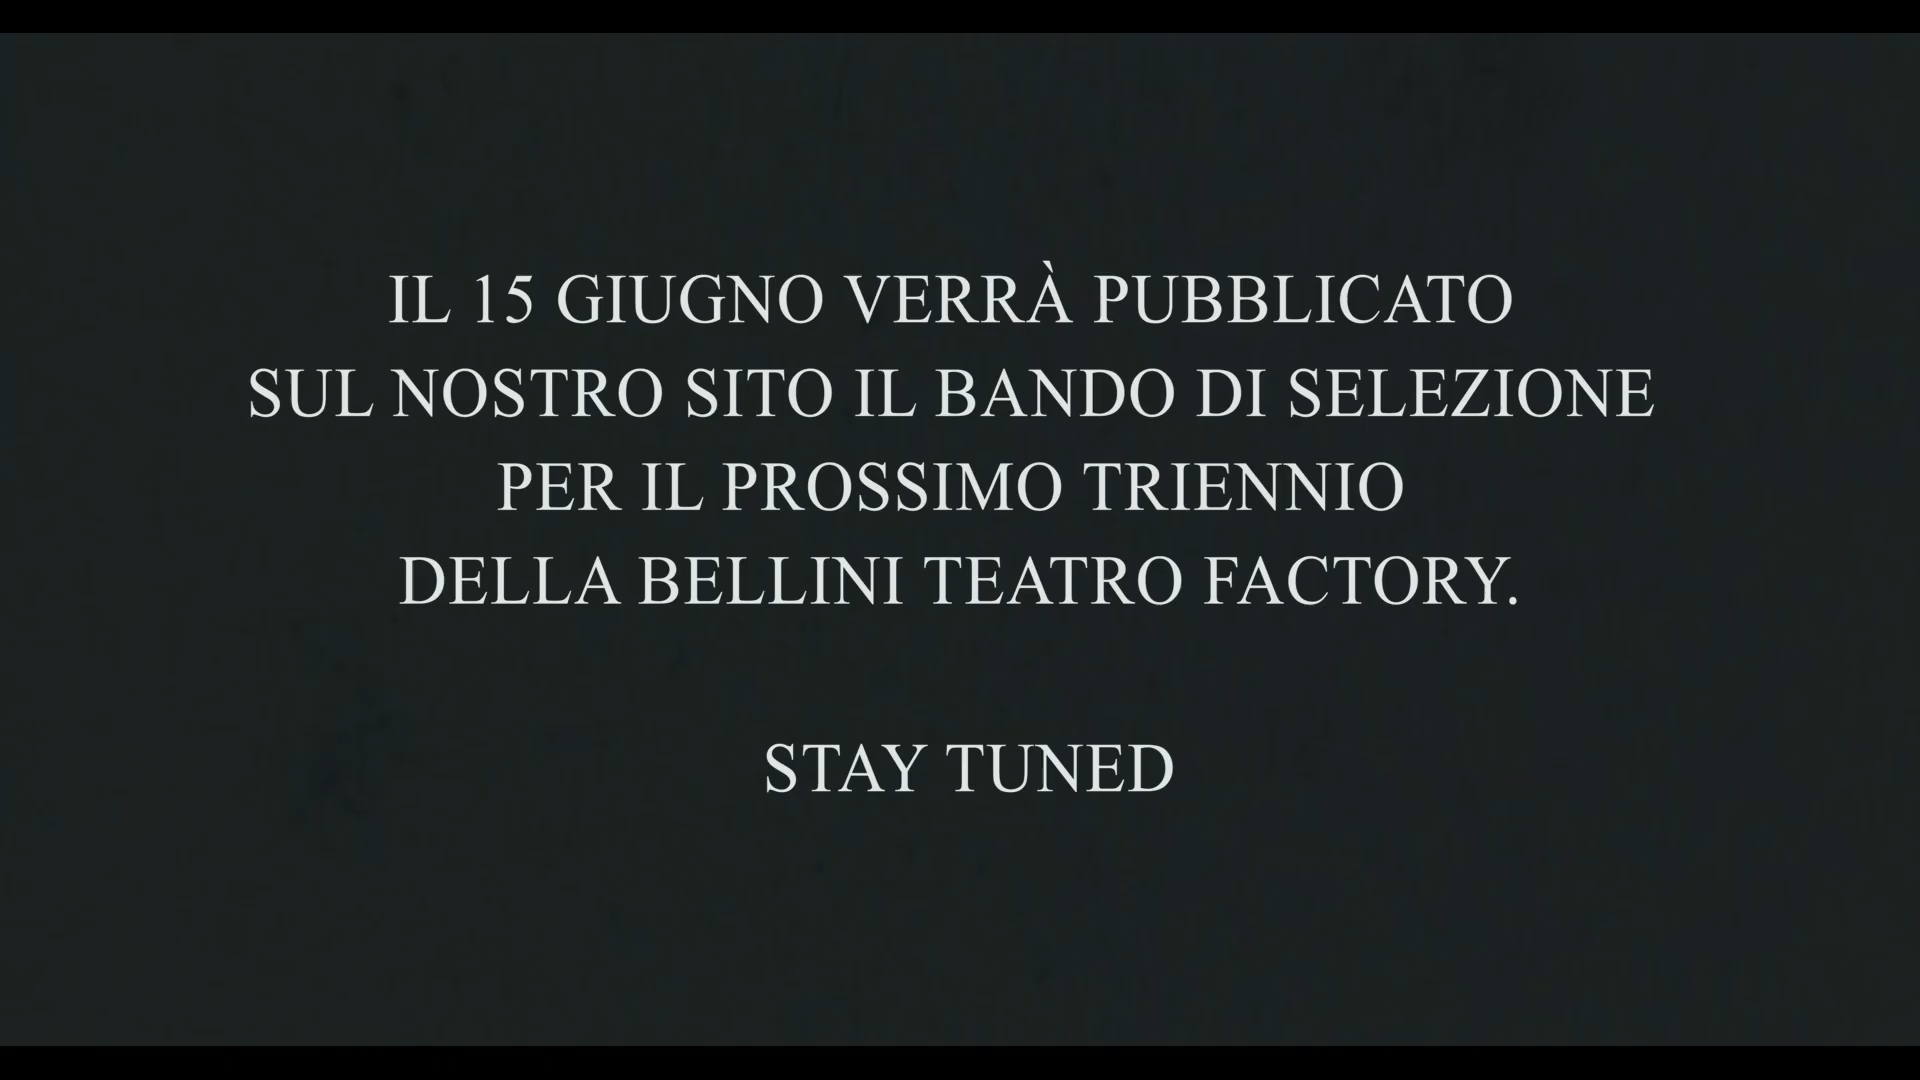 IL 15 GIUGNO VERRÀ PUBBLICATO
SUL NOSTRO SITO IL BANDO DI SELEZIONE
PER IL PROSSIMO TRIENNIO
DELLA BELLINI TEATRO FACTORY.
STAY TUNED